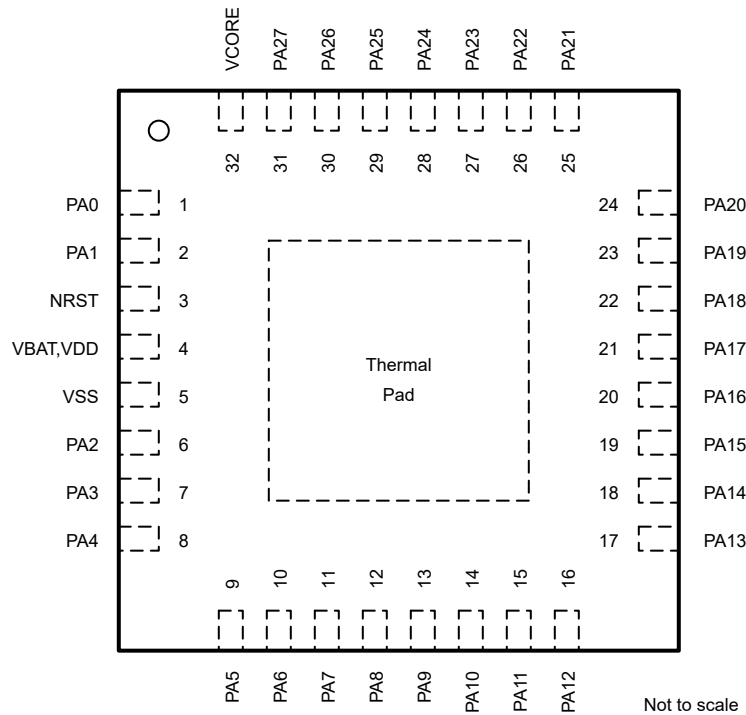 VCORE
PA27
PA26
PA25
PA24
PA23
PA22
PA21
32
31
30
29
28
27
26
25
PA0 1
PA1 2
NRST 3
VBAT,VDD 4
VSS 5
PA2 6
PA3 7
PA4 8
24 PA20
23 PA19
22 PA18
21 PA17
20 PA16
19 PA15
18 PA14
17 PA13
Thermal
Pad
9
10
11
12
13
14
15
16
PA5
PA6
PA7
PA8
PA9
PA10
PA11
PA12
Not to scale